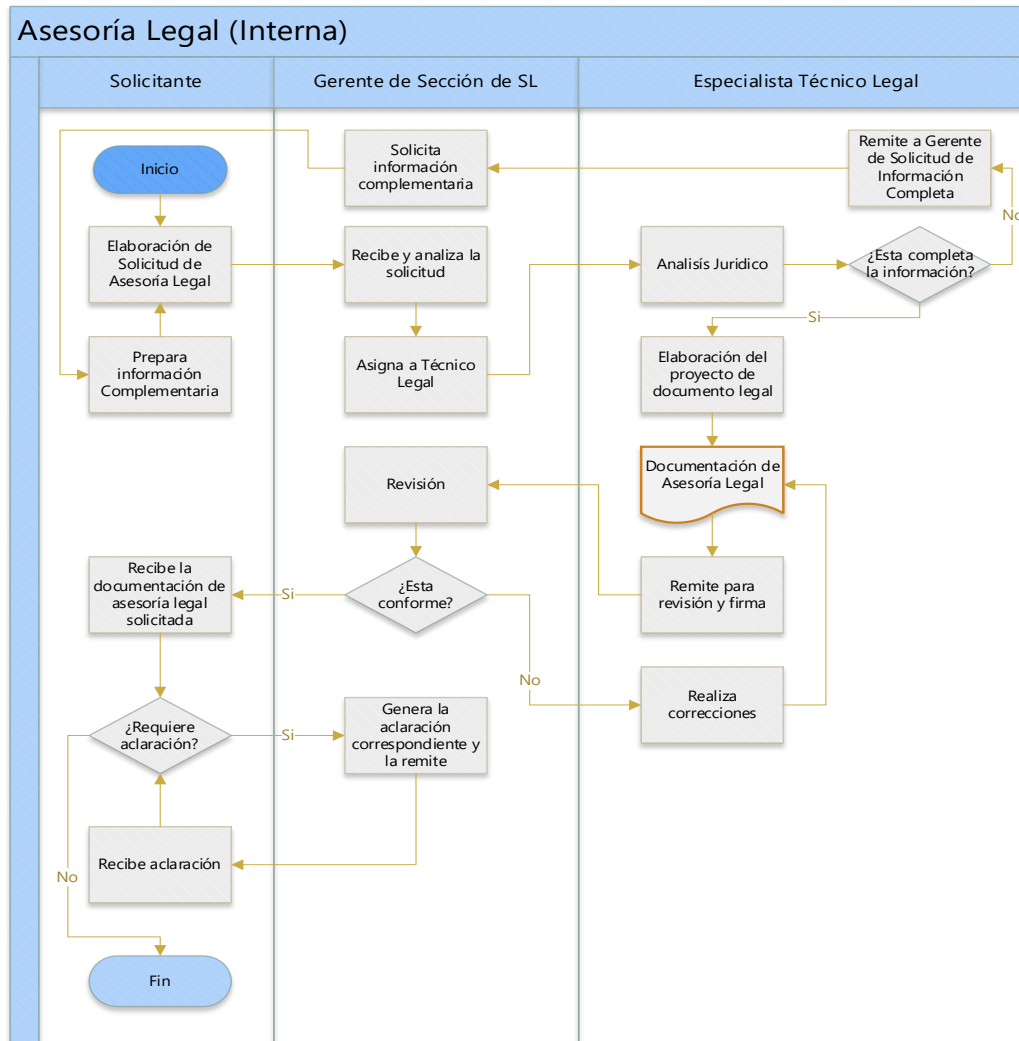 Asesoría Legal (Interna)
Solicitante
Gerente de Sección de SL
Especialista Técnico Legal
Inicio
Solicita
información
complementaria
Remite a Gerente
de Solicitud de
Información
Completa
No
Elaboración de
Solicitud de
Asesoría Legal
Recibe y analiza la
solicitud
Analisís Juridico
¿Esta completa
la información?
Si
Prepara
información
Complementaria
Asigna a Técnico
Legal
Elaboración del
proyecto de
documento legal
Revisión
Documentación de
Asesoría Legal
Recibe la
documentación de
asesoría legal
solicitada
Si
¿Esta
conforme?
Remite para
revisión y firma
No
Realiza
correcciones
¿Requiere
aclaración?
Si
Genera la
aclaración
correspondiente y
la remite
Recibe aclaración
No
Fin